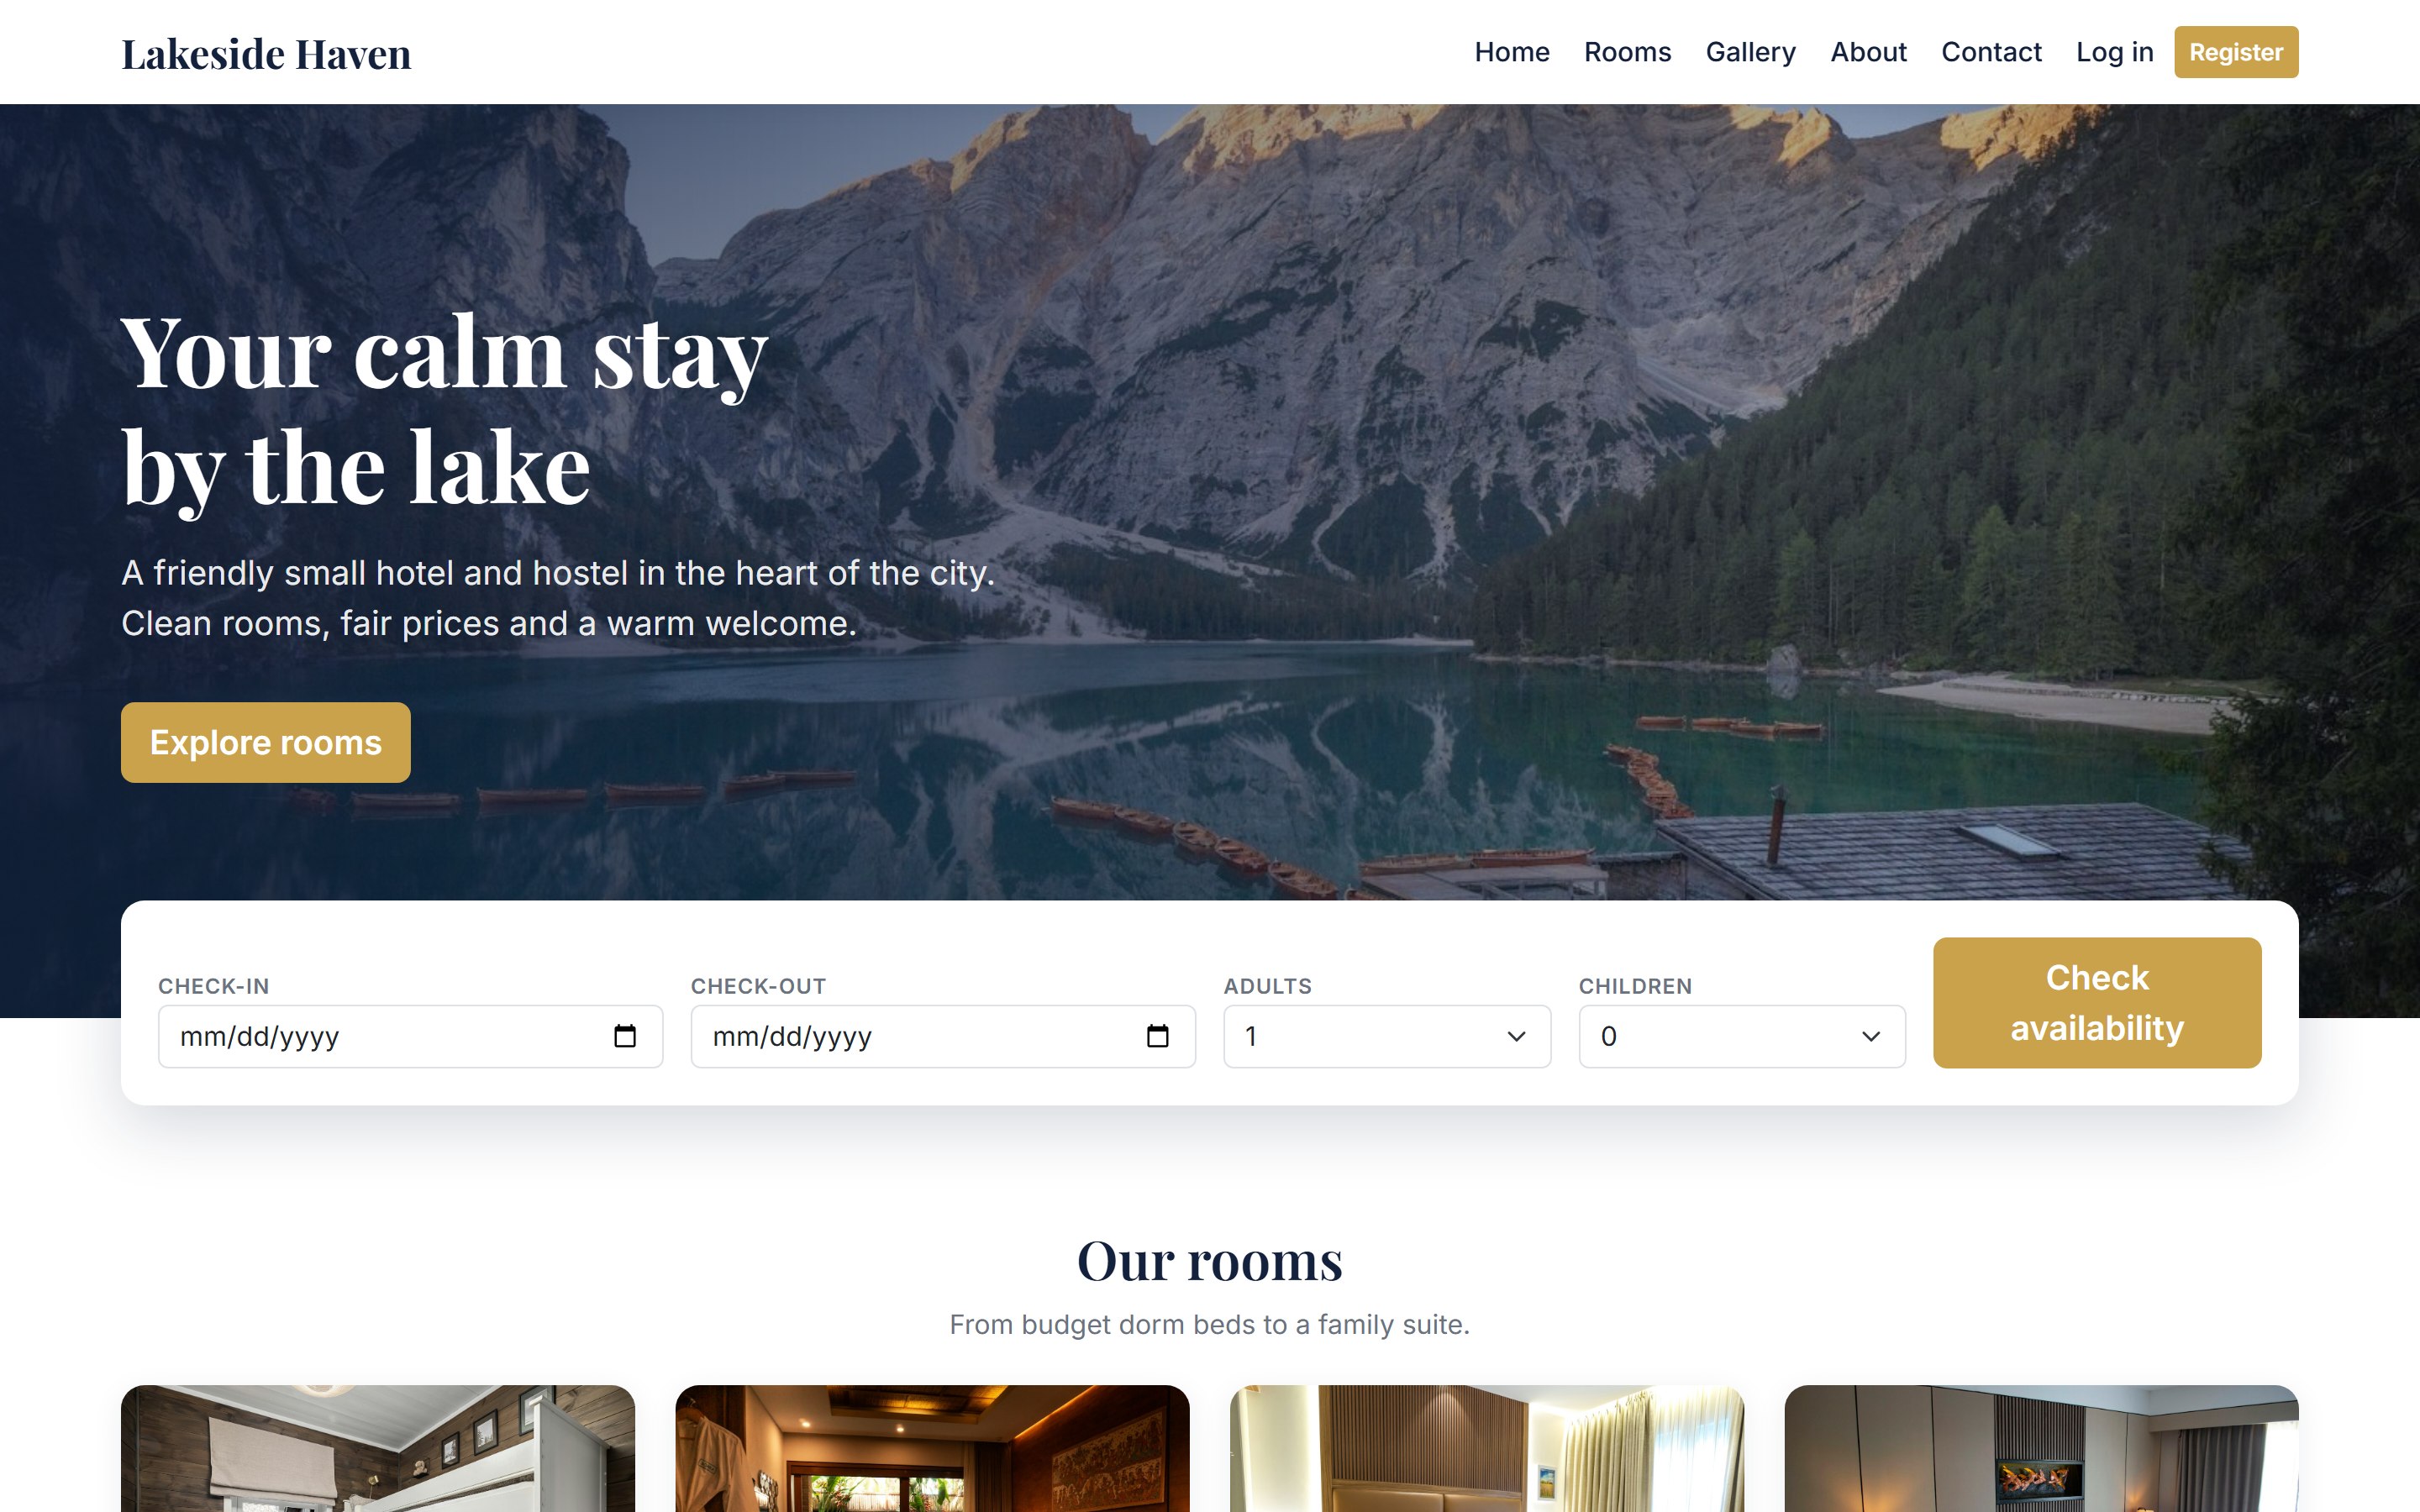 Lakeside Haven
Home Rooms Gallery About Contact Log in Register
Your calm stay
by the lake
A friendly small hotel and hostel in the heart of the city.
Clean rooms, fair prices and a warm welcome.
Explore rooms
CHECK-IN CHECK-OUT ADULTS CHILDREN
mm/dd/yyyy mm/dd/yyyy 1 0
Check
availability
Our rooms
From budget dorm beds to a family suite.